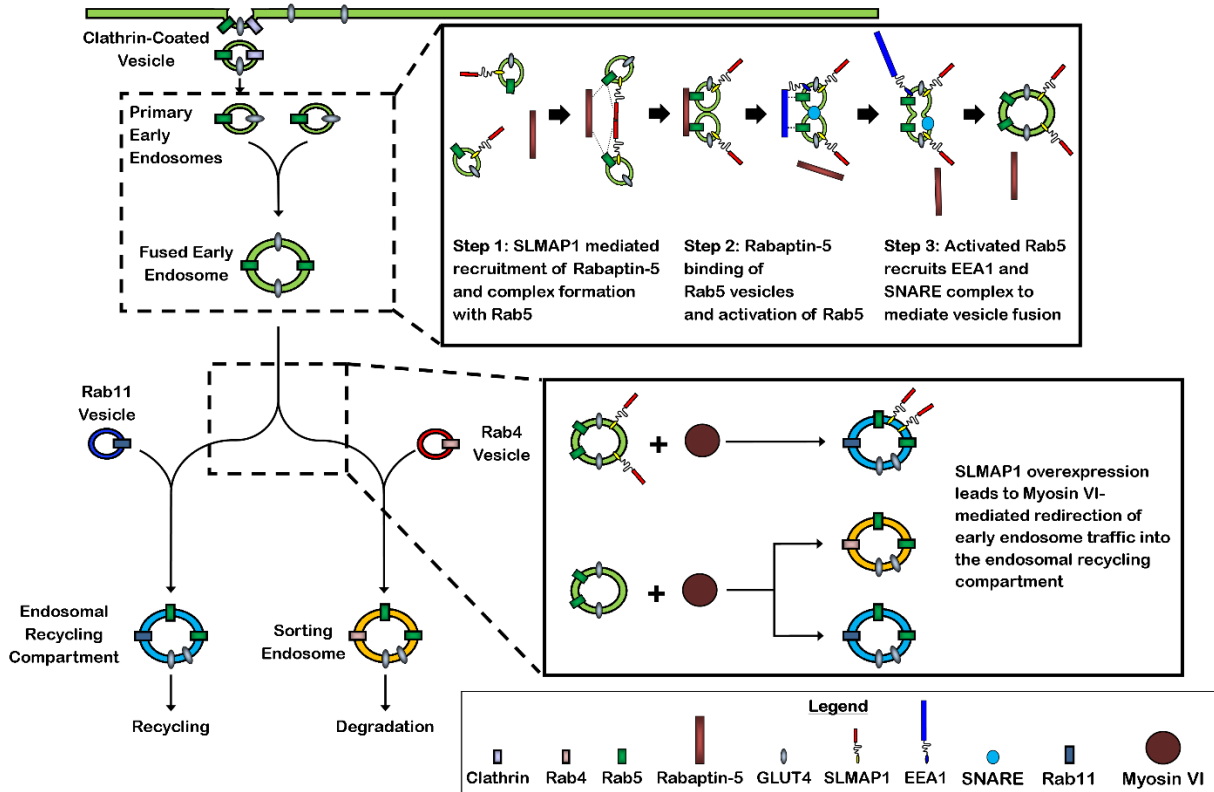 Clathrin-Coated
Vesicle
Primary
Early
Endosomes
Fused Early
Endosome
Step 1: SLMAP1 mediated
recruitment of Rabaptin-5
and complex formation
with Rab5
Step 2: Rabaptin-5
binding of
Rab5 vesicles
and activation of Rab5
Step 3: Activated Rab5
recruits EEA1 and
SNARE complex to
mediate vesicle fusion
Rab11
Vesicle
Rab4
Vesicle
+
+
SLMAP1 overexpression
leads to Myosin VI-
mediated redirection of
early endosome traffic into
the endosomal recycling
compartment
Endosomal
Recycling
Compartment
Sorting
Endosome
Recycling
Degradation
Legend
Clathrin Rab4 Rab5 Rabaptin-5 GLUT4 SLMAP1 EEA1 SNARE Rab11 Myosin VI